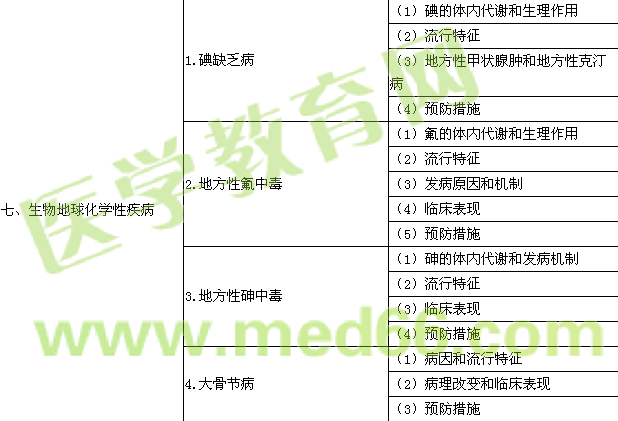 七、生物地球化学性疾病
1.碘缺乏病
(1) 碘的体内代谢和生理作用
(2) 流行特征
(3) 地方性甲状腺肿和地方性克汀
病
(4) 预防措施
2.地方性氟中毒
(1) 氟的体内代谢和生理作用
(2) 流行特征
(3) 发病原因和机制
(4) 临床表现
(5) 预防措施
3.地方性砷中毒
(1) 砷的体内代谢和发病机制
(2) 流行特征
(3) 临床表现
(4) 预防措施
4.大骨节病
(1) 病因和流行特征
(2) 病理改变和临床表现
(3) 预防措施
医学教育网
www.med66.com